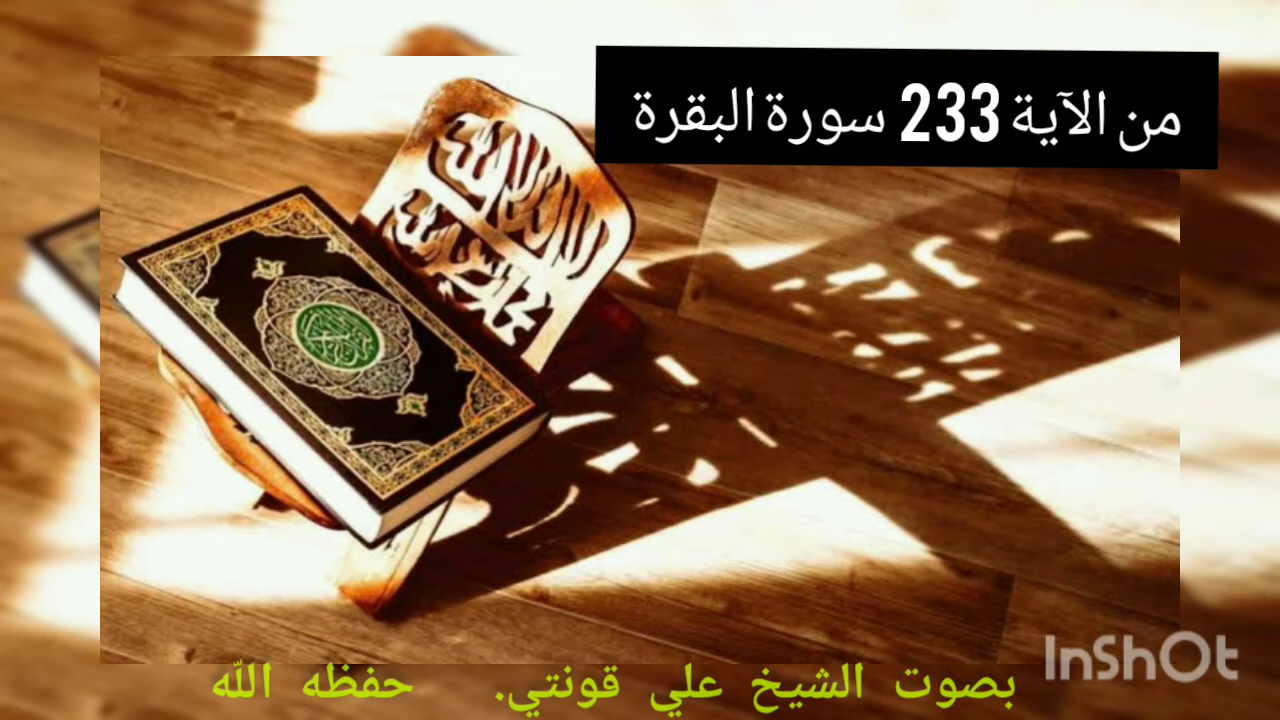 من الآية 233 سورة البقرة
بصوت الشيخ علي قونتي. حفظه الله
InShOt